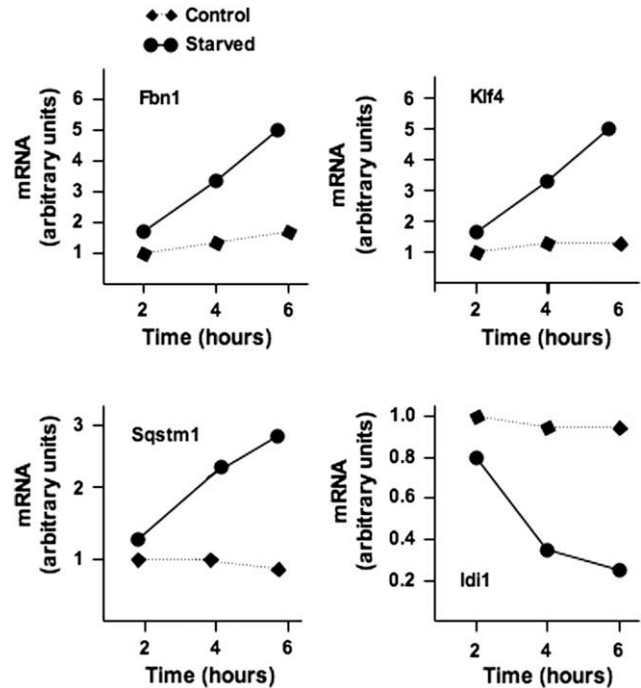 Control
Starved
Fbn1
6
5
4
3
2
1
mRNA
(arbitrary units)
2 4 6
Time (hours)
Klf4
6
5
4
3
2
1
mRNA
(arbitrary units)
2 4 6
Time (hours)
Sqstm1
3
2
1
mRNA
(arbitrary units)
2 4 6
Time (hours)
1.0
0.8
0.6
0.4
0.2
mRNA
(arbitrary units)
Idi1
2 4 6
Time (hours)